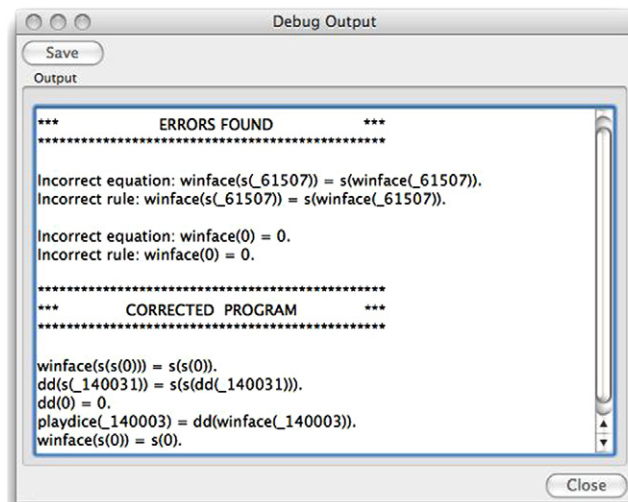 Debug Output
Save
Output
*** ERRORS FOUND ***
************************************************
Incorrect equation: winface(s(_61507)) = s(winface(_61507)).
Incorrect rule: winface(s(_61507)) = s(winface(_61507)).
Incorrect equation: winface(0) = 0.
Incorrect rule: winface(0) = 0.
************************************************
*** CORRECTED PROGRAM ***
************************************************
winface(s(s(0))) = s(s(0)).
dd(s(_140031)) = s(s(dd(_140031))).
dd(0) = 0.
playdice(_140003) = dd(winface(_140003)).
winface(s(0)) = s(0).
Close